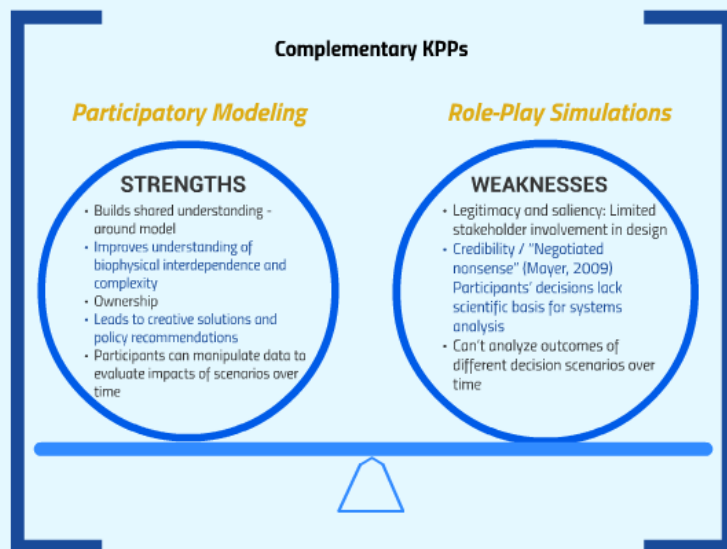 Complementary KPPs
Participatory Modeling
STRENGTHS
• Builds shared understanding -
around model
• Improves understanding of
biophysical interdependence and
complexity
• Ownership
• Leads to creative solutions and
policy recommendations
• Participants can manipulate data to
evaluate impacts of scenarios over
time
Role-Play Simulations
WEAKNESSES
• Legitimacy and saliency: Limited
stakeholder involvement in design
• Credibility / "Negotiated
nonsense" (Mayer, 2009)
Participants' decisions lack
scientific basis for systems
analysis
• Can't analyze outcomes of
different decision scenarios over
time